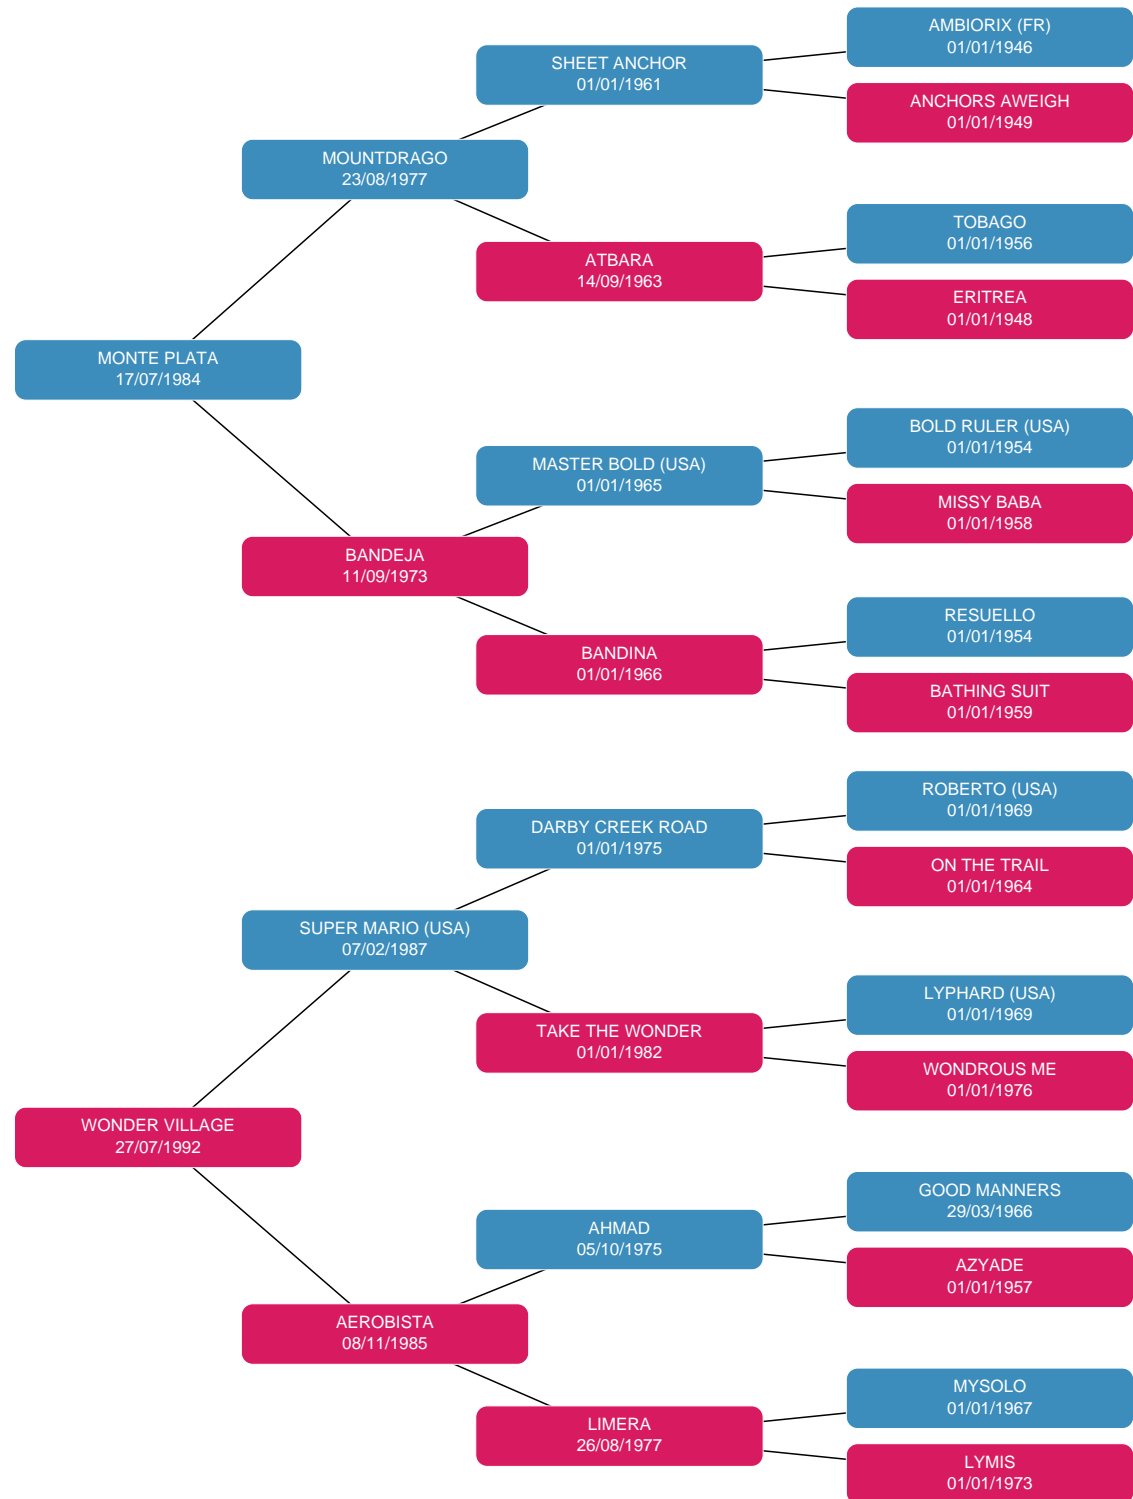 AMBIORIX (FR)
01/01/1946
SHEET ANCHOR
01/01/1961
ANCHORS AWEIGH
01/01/1949
MOUNTDRAGO
23/08/1977
TOBAGO
01/01/1956
ATBARA
14/09/1963
ERITREA
01/01/1948
MONTE PLATA
17/07/1984
BOLD RULER (USA)
01/01/1954
MASTER BOLD (USA)
01/01/1965
MISSY BABA
01/01/1958
BANDEJA
11/09/1973
RESUELLO
01/01/1954
BANDINA
01/01/1966
BATHING SUIT
01/01/1959
ROBERTO (USA)
01/01/1969
DARBY CREEK ROAD
01/01/1975
ON THE TRAIL
01/01/1964
SUPER MARIO (USA)
07/02/1987
LYPHARD (USA)
01/01/1969
TAKE THE WONDER
01/01/1982
WONDROUS ME
01/01/1976
WONDER VILLAGE
27/07/1992
GOOD MANNERS
29/03/1966
AHMAD
05/10/1975
AZYADE
01/01/1957
AEROBISTA
08/11/1985
MYSOLO
01/01/1967
LIMERA
26/08/1977
LYMIS
01/01/1973